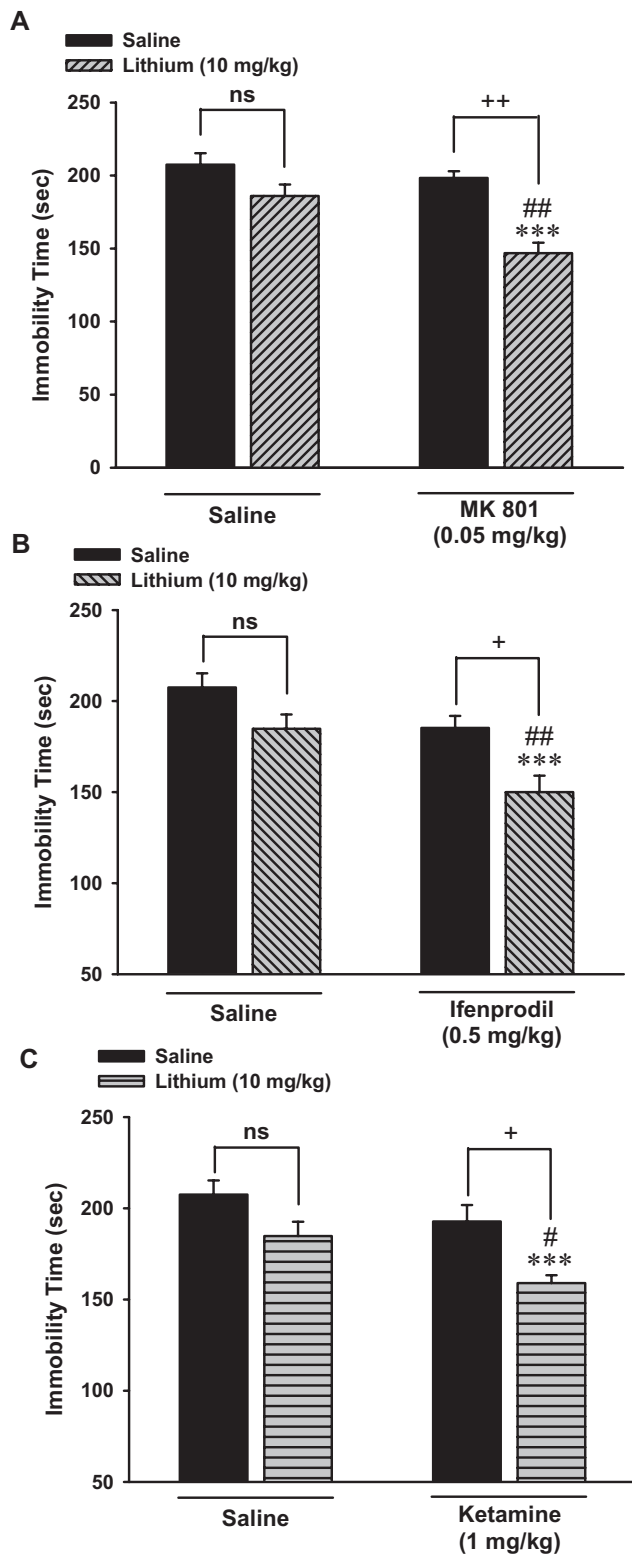 A
Saline
Lithium (10 mg/kg)
250
200
150
100
50
0
Immobility Time (sec)
ns
++
##
***
Saline
MK 801
(0.05 mg/kg)
B
Saline
Lithium (10 mg/kg)
250
200
150
100
50
Immobility Time (sec)
ns
+
##
***
Saline
Ifenprodil
(0.5 mg/kg)
C
Saline
Lithium (10 mg/kg)
250
200
150
100
50
Immobility Time (sec)
ns
+
#
***
Saline
Ketamine
(1 mg/kg)